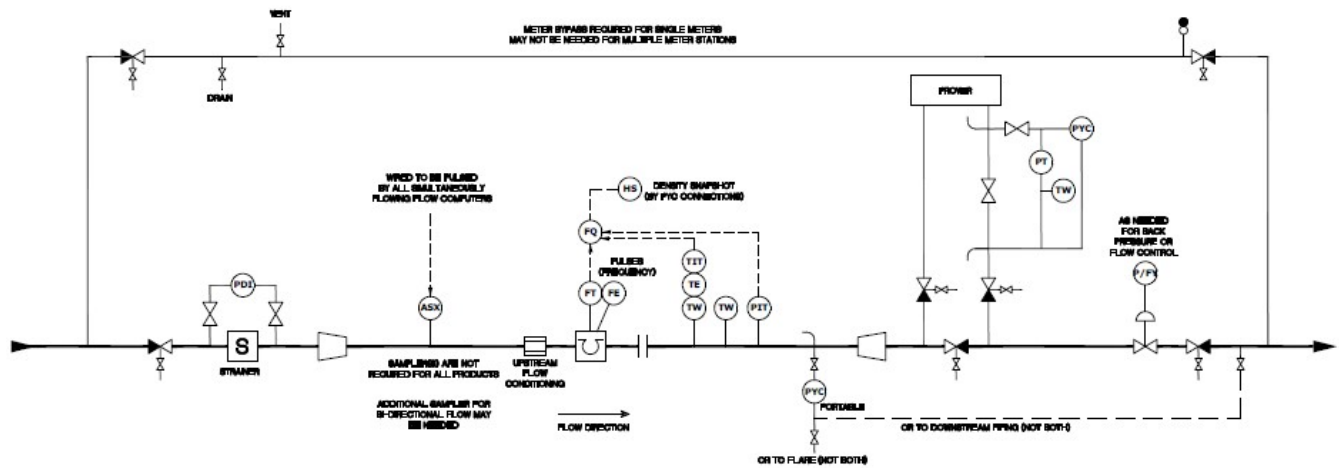 VENT
METER BYPASS REQUIRED FOR SINGLE METERS
MAY NOT BE NEEDED FOR MULTIPLE METER STATIONS
DRAIN
PROVER
PYC
PT
TW
WIRED TO BE PULSED
BY ALL SIMULTANEOUSLY
FLOWING FLOW COMPUTERS
HS
DENSITY SNAPSHOT
(BY PYC CONNECTIONS)
FQ
PULSES
(FREQUENCY)
TIT
TE
TW
TW
PIT
FT
FE
AS NEEDED
FOR BACK
PRESSURE OR
FLOW CONTROL
P/FX
PDI
ASX
S
STRAINER
SAMPLER(S) ARE NOT
REQUIRED FOR ALL PRODUCTS
UPSTREAM
FLOW
CONDITIONING
ADDITIONAL SAMPLER FOR
BI-DIRECTIONAL FLOW MAY
BE NEEDED
FLOW DIRECTION
PYC
PORTABLE
OR TO DOWNSTREAM PIPING (NOT BOTH)
OR TO FLARE (NOT BOTH)